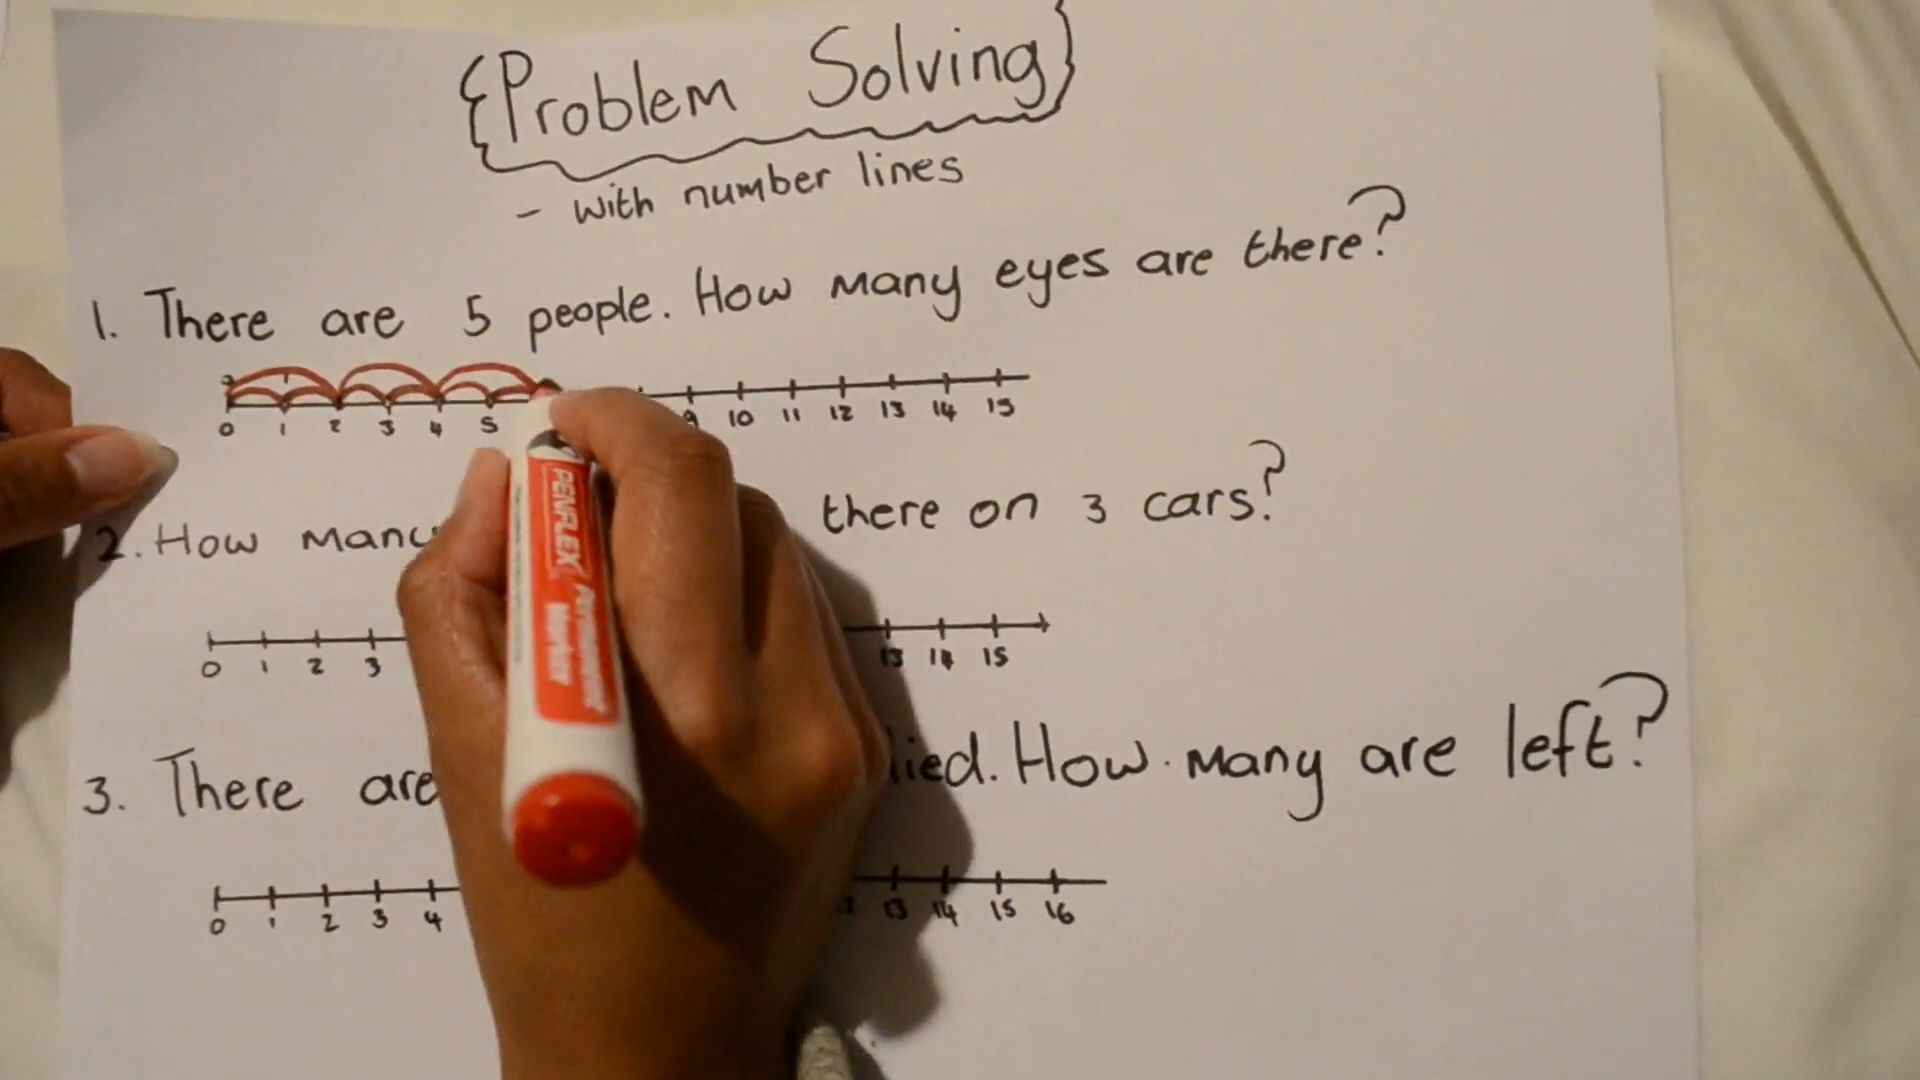 Problem Solving
- with number lines
1. There are 5 people. How many eyes are there?
0 1 2 3 4 5 9 10 11 12 13 14 15
2. How many there on 3 cars?
0 1 2 3 13 14 15
3. There are How many are left?
0 1 2 3 4 13 14 15 16
PENFLEX
Marker